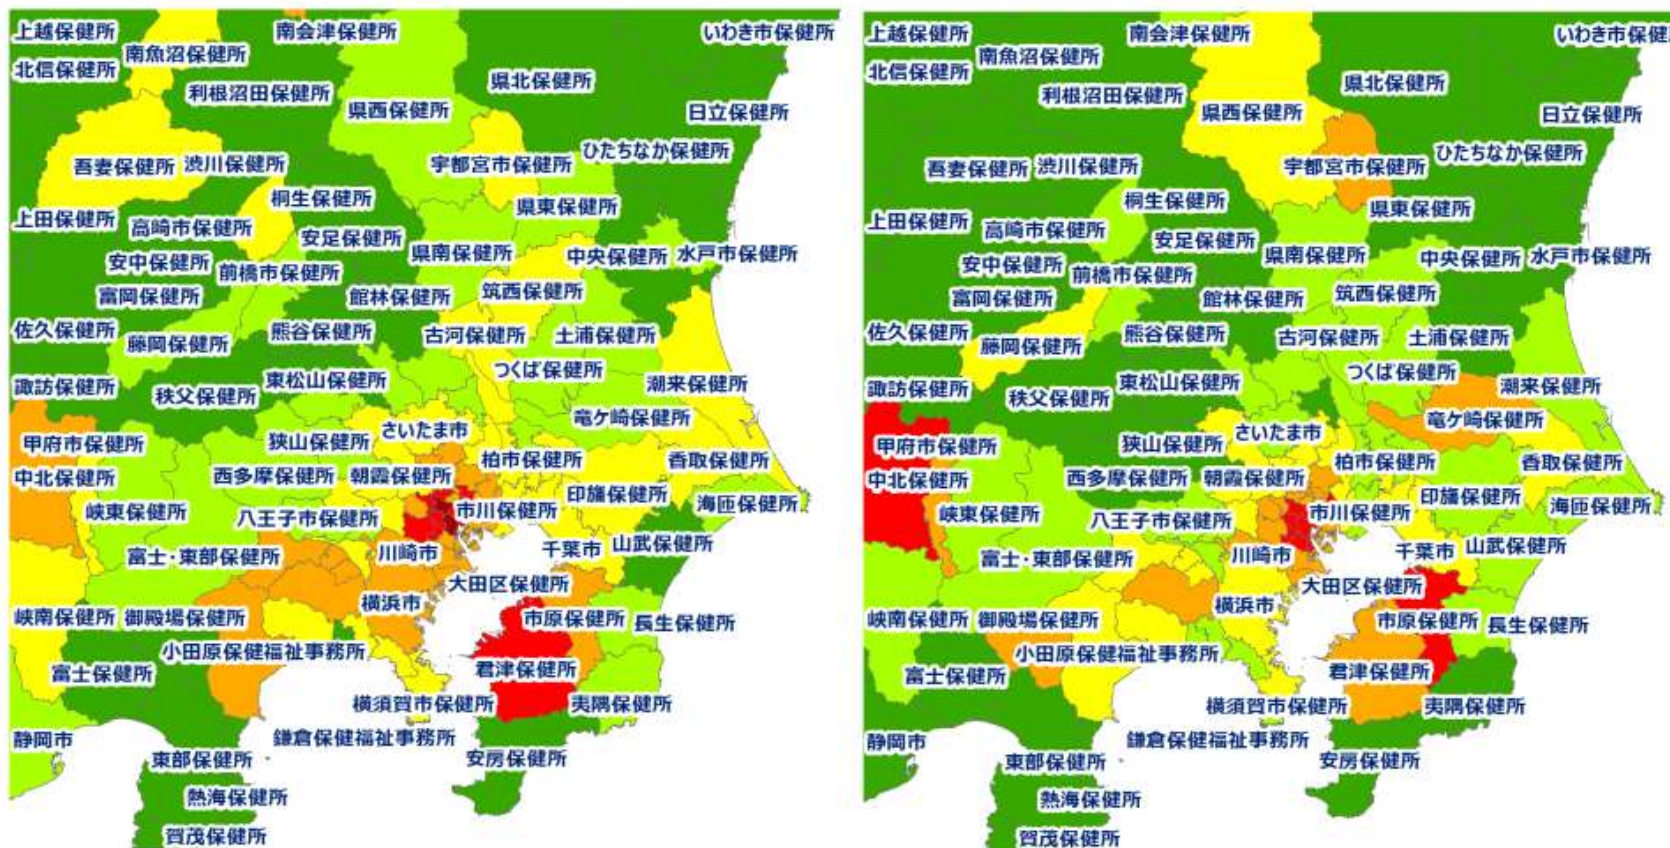 上越保健所
南会津保健所
いわき市保健所
南魚沼保健所
北信保健所
県北保健所
利根沼田保健所
県西保健所
日立保健所
吾妻保健所
渋川保健所
宇都宮市保健所
ひたちなか保健所
桐生保健所
県東保健所
上田保健所
高崎市保健所
安足保健所
県南保健所
中央保健所
水戸市保健所
安中保健所
前橋市保健所
富岡保健所
館林保健所
筑西保健所
佐久保健所
藤岡保健所
熊谷保健所
古河保健所
土浦保健所
つくば保健所
諏訪保健所
秩父保健所
東松山保健所
潮来保健所
竜ケ崎保健所
甲府市保健所
狭山保健所
さいたま市
柏市保健所
香取保健所
中北保健所
西多摩保健所
朝霞保健所
印旛保健所
海匝保健所
峡東保健所
八王子市保健所
市川保健所
富士・東部保健所
川崎市
千葉市
山武保健所
大田区保健所
峡南保健所
御殿場保健所
横浜市
市原保健所
長生保健所
小田原保健福祉事務所
富士保健所
君津保健所
横須賀市保健所
夷隅保健所
静岡市
鎌倉保健福祉事務所
東部保健所
安房保健所
熱海保健所
賀茂保健所
上越保健所
南会津保健所
いわき市保健所
南魚沼保健所
北信保健所
県北保健所
利根沼田保健所
県西保健所
日立保健所
吾妻保健所
渋川保健所
宇都宮市保健所
ひたちなか保健所
桐生保健所
県東保健所
上田保健所
高崎市保健所
安足保健所
県南保健所
中央保健所
水戸市保健所
安中保健所
前橋市保健所
富岡保健所
館林保健所
筑西保健所
佐久保健所
藤岡保健所
熊谷保健所
古河保健所
土浦保健所
つくば保健所
諏訪保健所
秩父保健所
東松山保健所
潮来保健所
竜ケ崎保健所
甲府市保健所
狭山保健所
さいたま市
柏市保健所
香取保健所
中北保健所
西多摩保健所
朝霞保健所
印旛保健所
海匝保健所
峡東保健所
八王子市保健所
市川保健所
富士・東部保健所
川崎市
千葉市
山武保健所
大田区保健所
峡南保健所
御殿場保健所
横浜市
市原保健所
長生保健所
小田原保健福祉事務所
富士保健所
君津保健所
横須賀市保健所
夷隅保健所
静岡市
鎌倉保健福祉事務所
東部保健所
安房保健所
熱海保健所
賀茂保健所